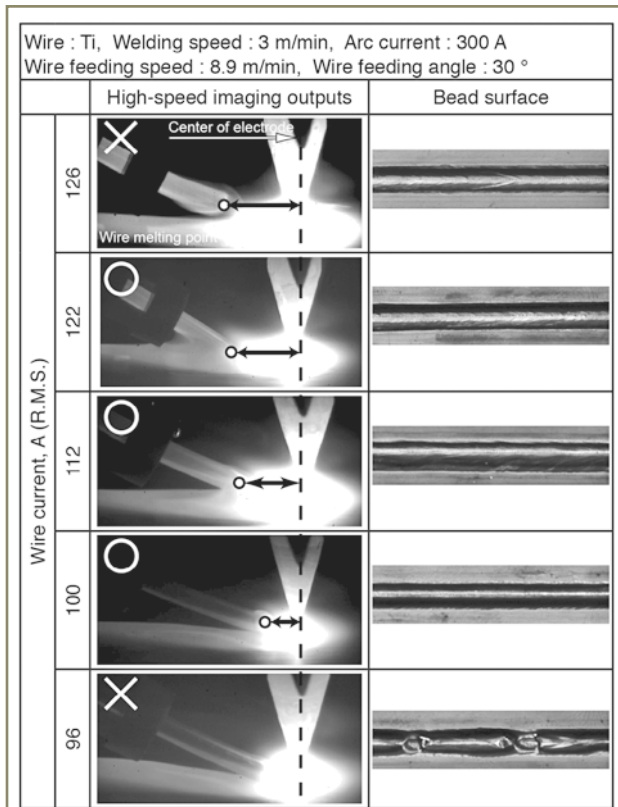 Wire : Ti, Welding speed : 3 m/min, Arc current : 300 A
Wire feeding speed : 8.9 m/min, Wire feeding angle : 30 °
High-speed imaging outputs
Bead surface
Wire current, A (R.M.S.)
126
Center of electrode
Wire melting point
122
112
100
96